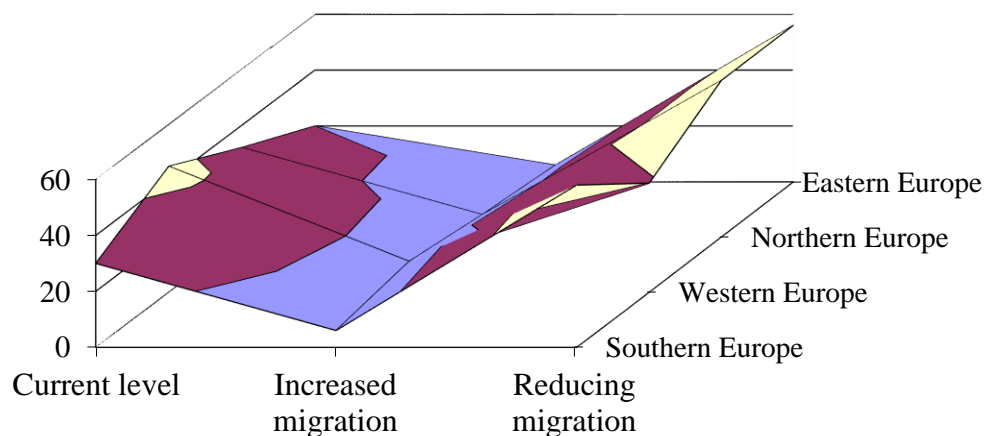 60
40
20
0
Eastern Europe
Northern Europe
Western Europe
Southern Europe
Current level
Increased
migration
Reducing
migration